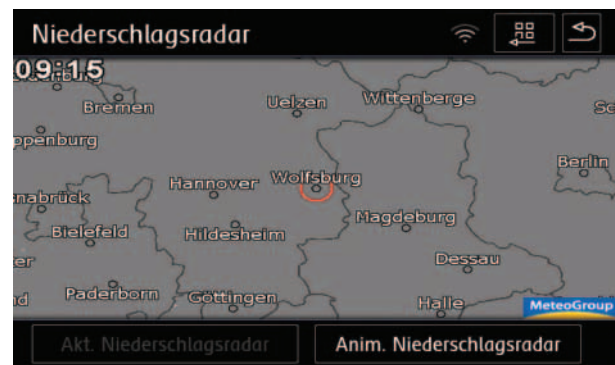 Niederschlagsradar
09:15
Bremen
Uelzen
Wittenberge
ppenburg
Berlin
Hannover
Wolfsburg
nabrück
Magdeburg
Bielefeld
Hildesheim
Dessau
Paderborn
Göttingen
Halle
MeteoGroup
Akt. Niederschlagsradar
Anim. Niederschlagsradar